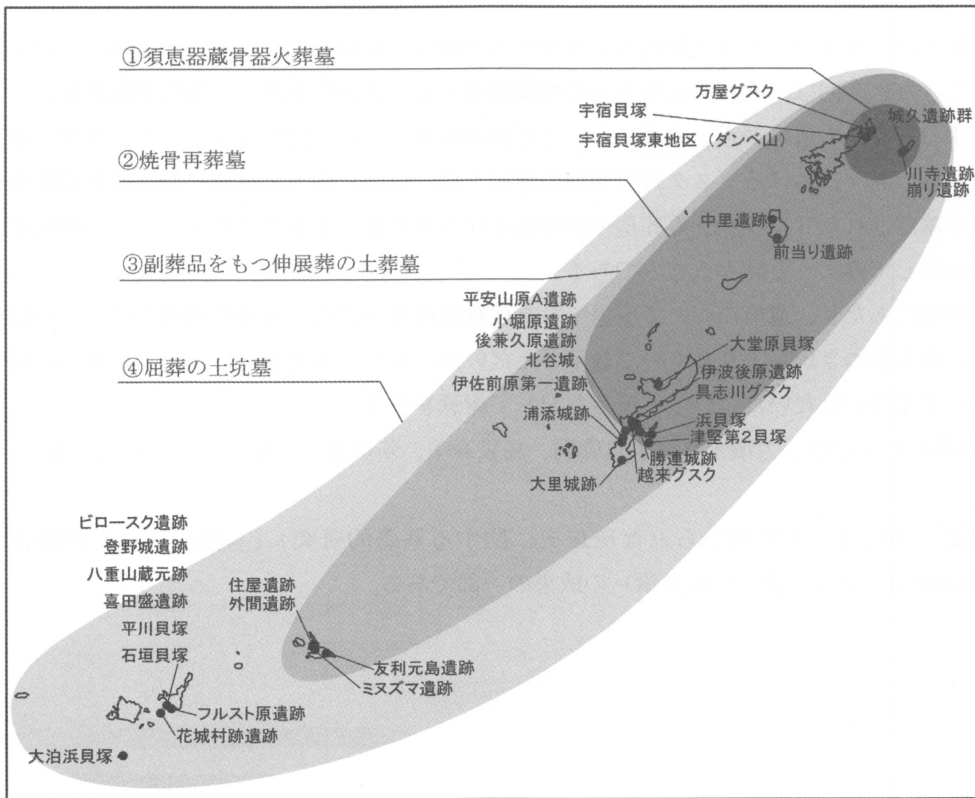 ①須恵器蔵骨器火葬墓
万屋グスク
宇宿貝塚
城久遺跡群
宇宿貝塚東地区（ダンベ山）
②焼骨再葬墓
川寺遺跡
崩り遺跡
中里遺跡
前当り遺跡
③副葬品をもつ伸展葬の土葬墓
平安山原A遺跡
小堀原遺跡
後兼久原遺跡
北谷城
伊佐前原第一遺跡
浦添城跡
大里城跡
大堂原貝塚
伊波後原遺跡
具志川グスク
浜貝塚
津堅第２貝塚
勝連城跡
越来グスク
④屈葬の土坑墓
ビロースク遺跡
登野城遺跡
八重山蔵元跡
喜田盛遺跡
平川貝塚
石垣貝塚
住屋遺跡
外間遺跡
友利元島遺跡
ミヌズマ遺跡
フルスト原遺跡
花城村跡遺跡
大泊浜貝塚